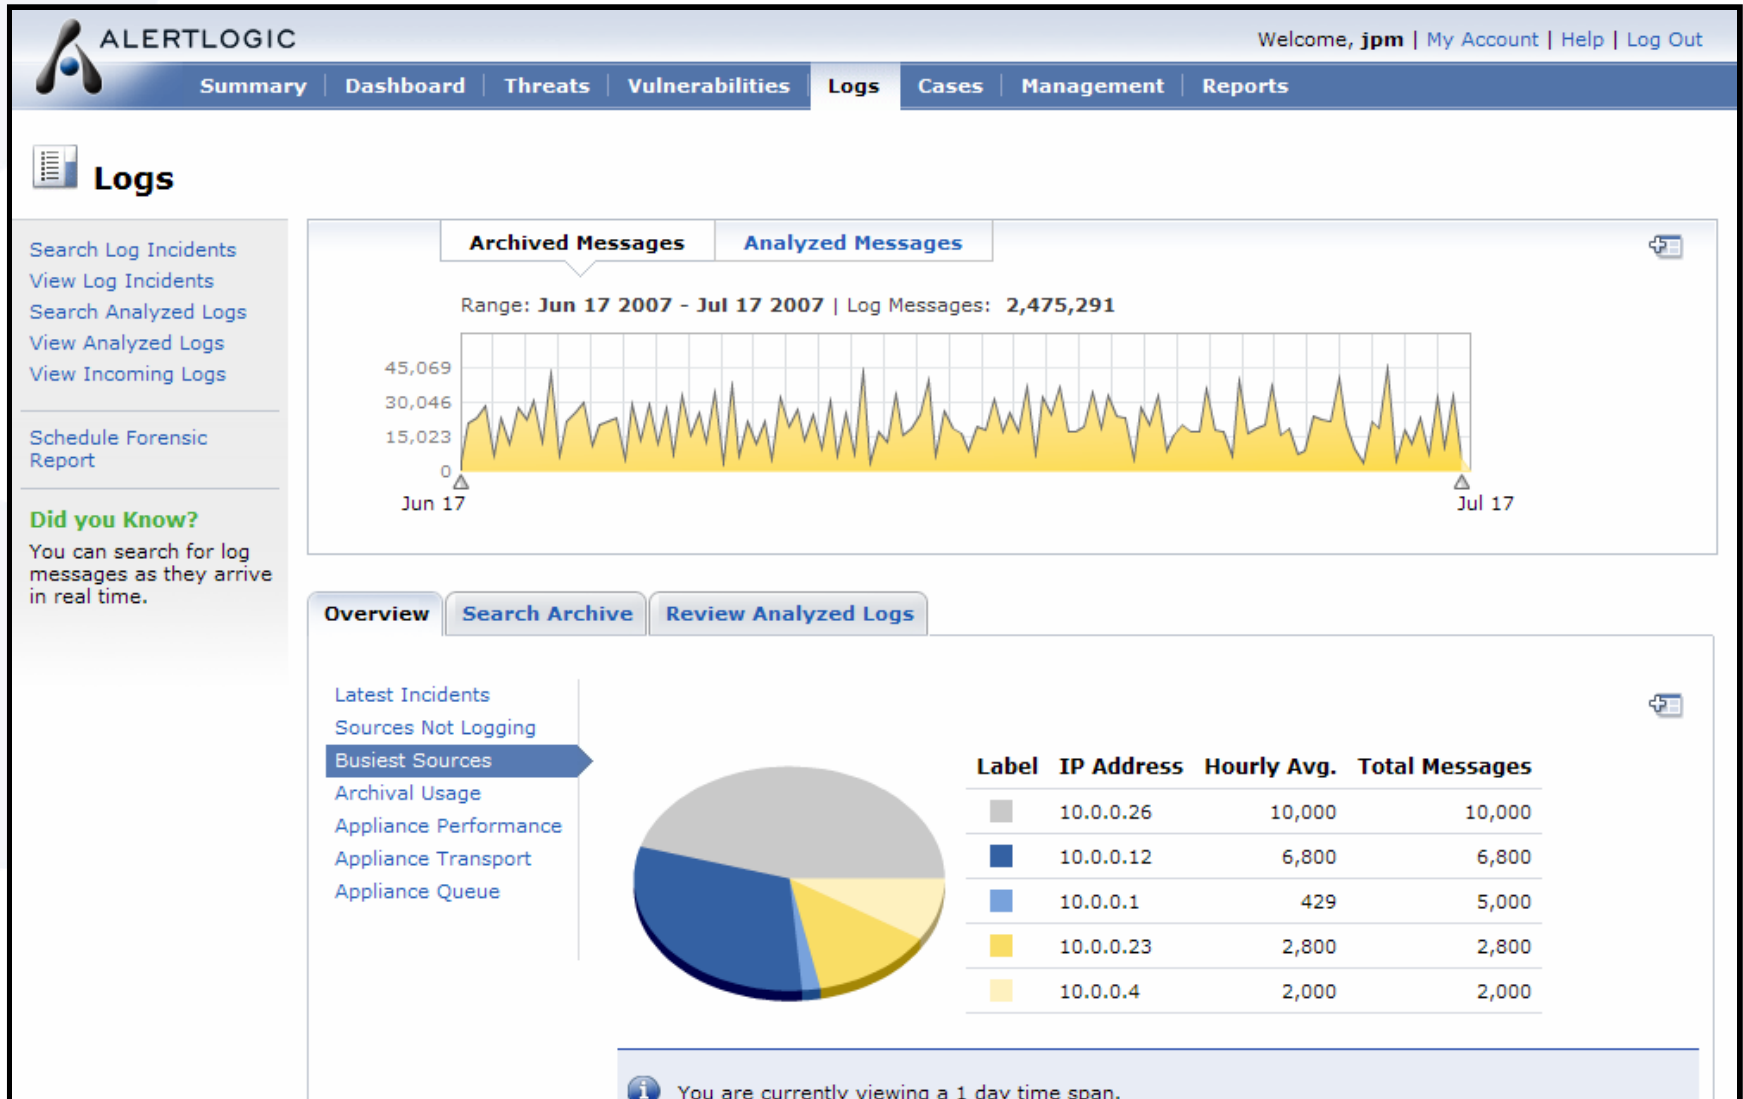 ALERTLOGIC
Welcome, jpm | My Account | Help | Log Out
Summary | Dashboard | Threats | Vulnerabilities | Logs | Cases | Management | Reports
Logs
Search Log Incidents
View Log Incidents
Search Analyzed Logs
View Analyzed Logs
View Incoming Logs
Schedule Forensic
Report
Did you Know?
You can search for log
messages as they arrive
in real time.
Archived Messages Analyzed Messages
Range: Jun 17 2007 - Jul 17 2007 | Log Messages: 2,475,291
45,069
30,046
15,023
0
Jun 17 Jul 17
Overview Search Archive Review Analyzed Logs
Latest Incidents
Sources Not Logging
Busiest Sources
Archival Usage
Appliance Performance
Appliance Transport
Appliance Queue
Label IP Address Hourly Avg. Total Messages
10.0.0.26 10,000 10,000
10.0.0.12 6,800 6,800
10.0.0.1 429 5,000
10.0.0.23 2,800 2,800
10.0.0.4 2,000 2,000
You are currently viewing a 1 day time span.